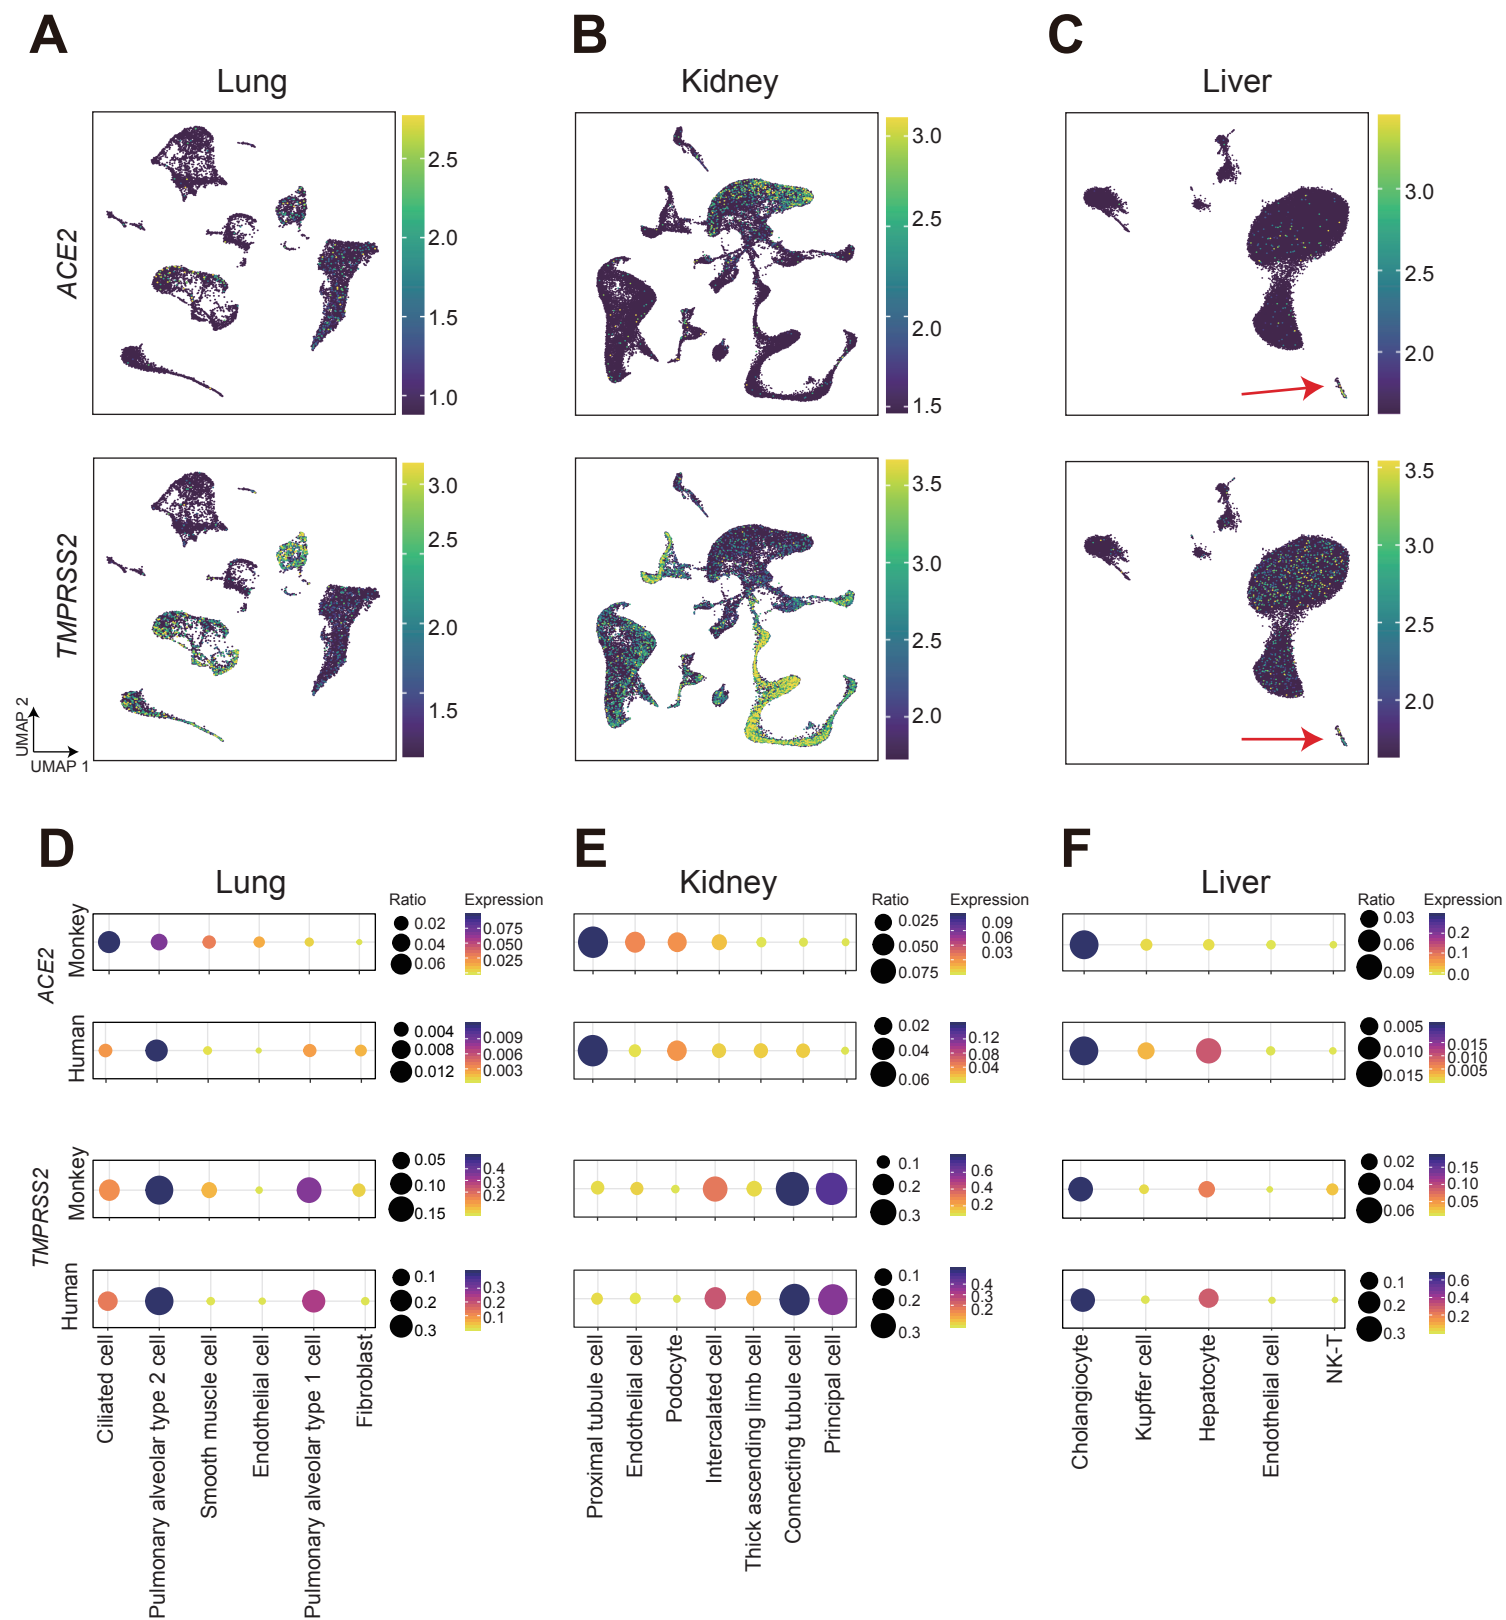 A
B
C
Lung
Kidney
Liver
ACE2
2.5
2.0
1.0
3.0
2.5
2.0
1.5
3.0
2.5
2.0
TMPRSS2
3.0
2.5
2.0
1.5
3.5
3.0
2.5
2.0
3.5
3.0
2.5
2.0
UMAP 2
UMAP 1
D
E
F
Lung
Kidney
Liver
ACE2
Monkey
Ratio
0.02
0.04
0.06
Expression
0.075
0.050
0.025
Ratio
0.025
0.050
0.075
Expression
0.09
0.06
0.03
Ratio
0.03
0.06
0.09
Expression
0.2
0.1
0.0
Human
0.004
0.008
0.012
0.009
0.006
0.003
0.02
0.04
0.06
0.12
0.08
0.04
0.005
0.010
0.015
0.015
0.010
0.005
TMPRSS2
Monkey
0.05
0.10
0.15
0.4
0.3
0.2
0.1
0.2
0.3
0.6
0.4
0.2
0.02
0.04
0.06
0.15
0.10
0.05
Human
0.1
0.2
0.3
0.3
0.2
0.1
0.1
0.2
0.3
0.4
0.3
0.2
0.1
0.2
0.3
0.6
0.4
0.2
Ciliated cell
Pulmonary alveolar type 2 cell
Smooth muscle cell
Endothelial cell
Pulmonary alveolar type 1 cell
Fibroblast
Proximal tubule cell
Endothelial cell
Podocyte
Intercalated cell
Thick ascending limb cell
Connecting tubule cell
Principal cell
Cholangiocyte
Kupffer cell
Hepatocyte
Endothelial cell
NK-T